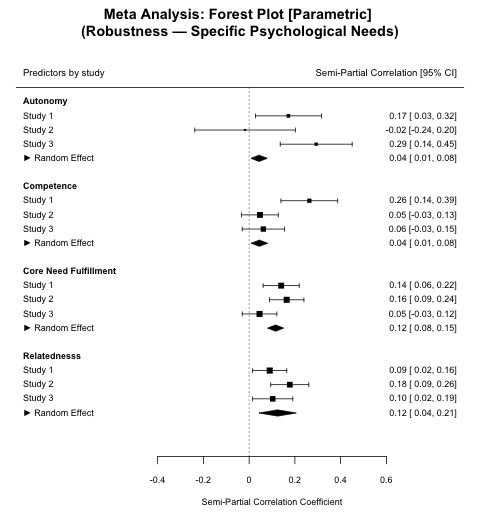 Meta Analysis: Forest Plot [Parametric]
(Robustness — Specific Psychological Needs)
Predictors by study Semi-Partial Correlation [95% CI]
Autonomy
Study 1 0.17 [ 0.03, 0.32]
Study 2 -0.02 [-0.24, 0.20]
Study 3 0.29 [ 0.14, 0.45]
► Random Effect 0.04 [ 0.01, 0.08]
Competence
Study 1 0.26 [ 0.14, 0.39]
Study 2 0.05 [-0.03, 0.13]
Study 3 0.06 [-0.03, 0.15]
► Random Effect 0.04 [ 0.01, 0.08]
Core Need Fulfillment
Study 1 0.14 [ 0.06, 0.22]
Study 2 0.16 [ 0.09, 0.24]
Study 3 0.05 [-0.03, 0.12]
► Random Effect 0.12 [ 0.08, 0.15]
Relatednesss
Study 1 0.09 [ 0.02, 0.16]
Study 2 0.18 [ 0.09, 0.26]
Study 3 0.10 [ 0.02, 0.19]
► Random Effect 0.12 [ 0.04, 0.21]
-0.4 -0.2 0 0.2 0.4 0.6
Semi-Partial Correlation Coefficient